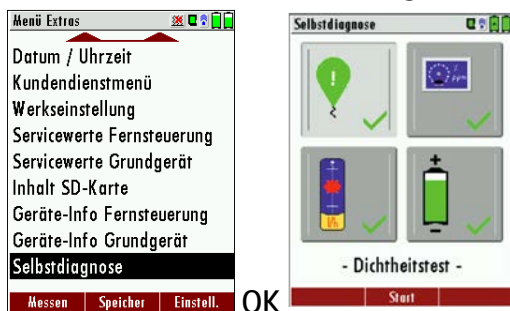 Menü Extras
Datum / Uhrzeit
Kundendienstmenü
Werkseinstellung
Servicewerte Fernsteuerung
Servicewerte Grundgerät
Inhalt SD-Karte
Geräte-Info Fernsteuerung
Geräte-Info Grundgerät
Selbstdiagnose
Messen Speicher Einstell.
OK
Selbstdiagnose
ppm
l/h
- Dichtheitstest -
Start